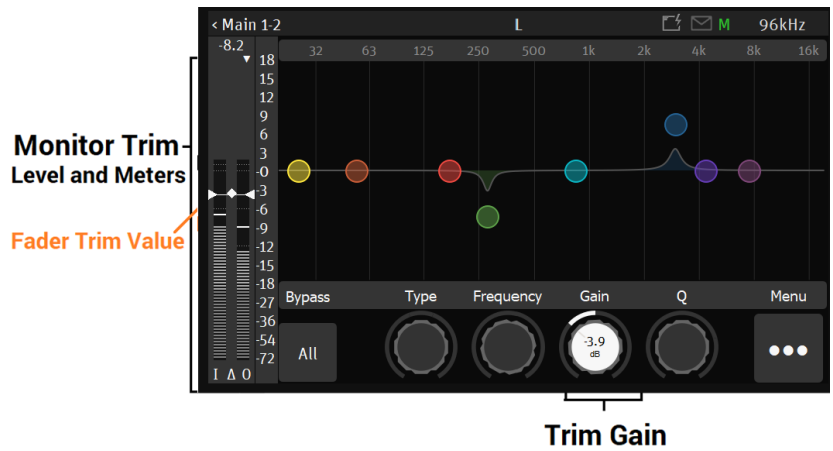 < Main 1-2
L
M
96kHz
-8.2
32 63 125 250 500 1k 2k 4k 8k 16k
18
15
12
9
6
3
-0
-3
-6
-9
-12
-15
-18
-27
-36
-54
-72
I Δ O
Monitor Trim
Level and Meters
Fader Trim Value
Bypass Type Frequency Gain Q Menu
All
-3.9
dB
Trim Gain